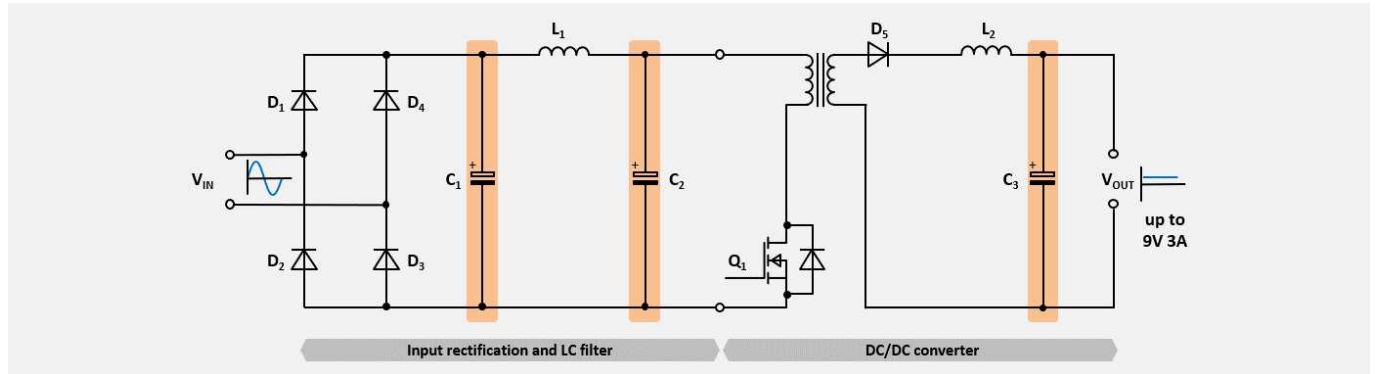 L1
D5
L2
D1
D4
+
+
+
VIN
C1
C2
C3
VOUT
up to
9V 3A
D2
D3
Q1
Input rectification and LC filter
DC/DC converter